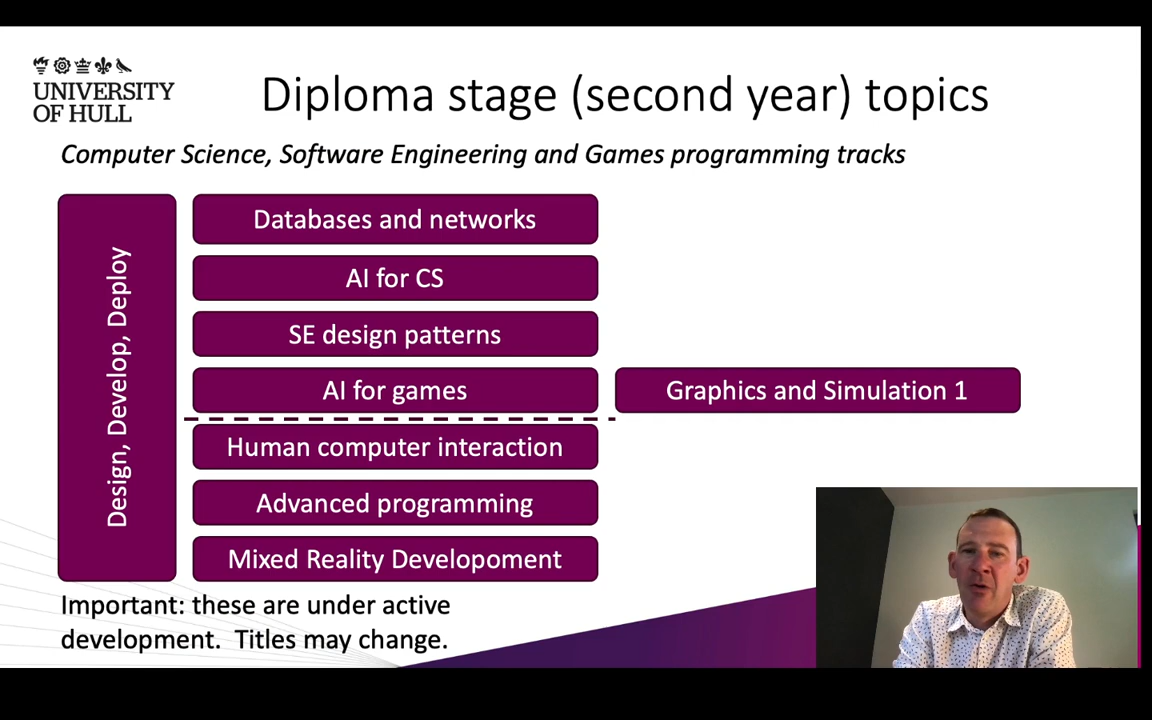 UNIVERSITY
OF HULL
Diploma stage (second year) topics
Computer Science, Software Engineering and Games programming tracks
Design, Develop, Deploy
Databases and networks
AI for CS
SE design patterns
AI for games
Graphics and Simulation 1
Human computer interaction
Advanced programming
Mixed Reality Developoment
Important: these are under active
development. Titles may change.